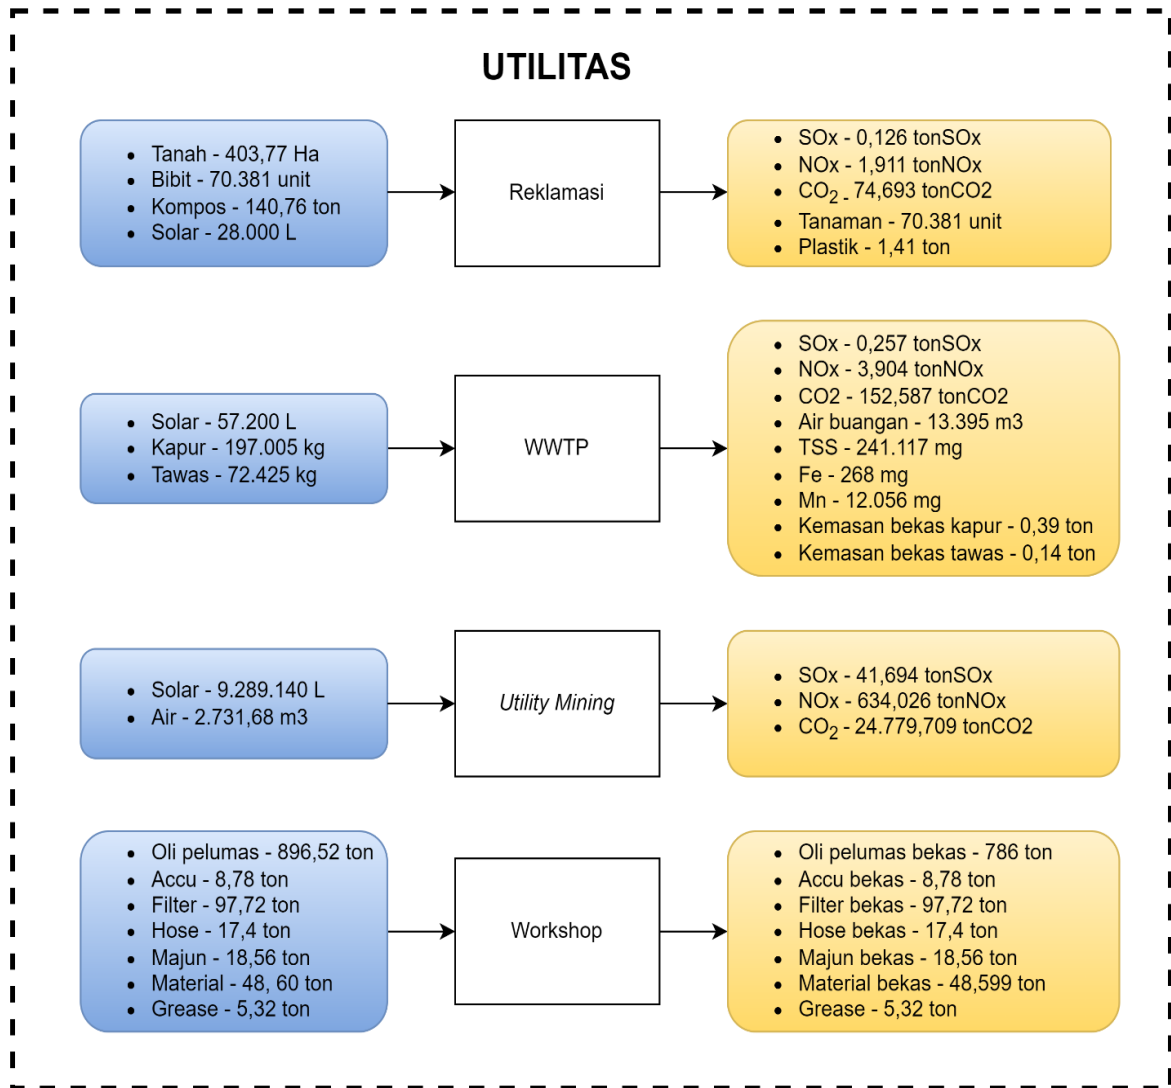 UTILITAS
• Tanah - 403,77 Ha
• Bibit - 70.381 unit
• Kompos - 140,76 ton
• Solar - 28.000 L
Reklamasi
• SOx - 0,126 tonSOx
• NOx - 1,911 tonNOx
• CO2 - 74,693 tonCO2
• Tanaman - 70.381 unit
• Plastik - 1,41 ton
• Solar - 57.200 L
• Kapur - 197.005 kg
• Tawas - 72.425 kg
WWTP
• SOx - 0,257 tonSOx
• NOx - 3,904 tonNOx
• CO2 - 152,587 tonCO2
• Air buangan - 13.395 m3
• TSS - 241.117 mg
• Fe - 268 mg
• Mn - 12.056 mg
• Kemasan bekas kapur - 0,39 ton
• Kemasan bekas tawas - 0,14 ton
• Solar - 9.289.140 L
• Air - 2.731,68 m3
Utility Mining
• SOx - 41,694 tonSOx
• NOx - 634,026 tonNOx
• CO2 - 24.779,709 tonCO2
• Oli pelumas - 896,52 ton
• Accu - 8,78 ton
• Filter - 97,72 ton
• Hose - 17,4 ton
• Majun - 18,56 ton
• Material - 48, 60 ton
• Grease - 5,32 ton
Workshop
• Oli pelumas bekas - 786 ton
• Accu bekas - 8,78 ton
• Filter bekas - 97,72 ton
• Hose bekas - 17,4 ton
• Majun bekas - 18,56 ton
• Material bekas - 48,599 ton
• Grease - 5,32 ton